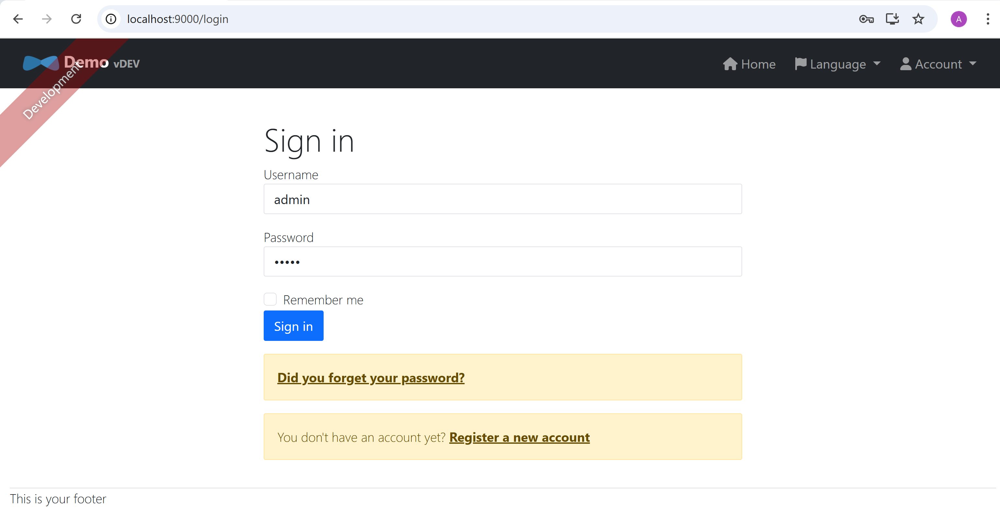 localhost:9000/login
A
Demo vDEV
Home
Language
Account
Development
Sign in
Username
admin
Password
•••••
Remember me
Sign in
Did you forget your password?
You don't have an account yet? Register a new account
This is your footer